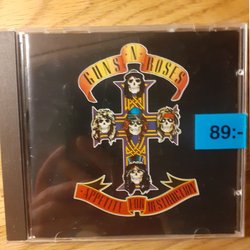 GUNS N' ROSES
89:-
APPETITE FOR DESTRUCTION